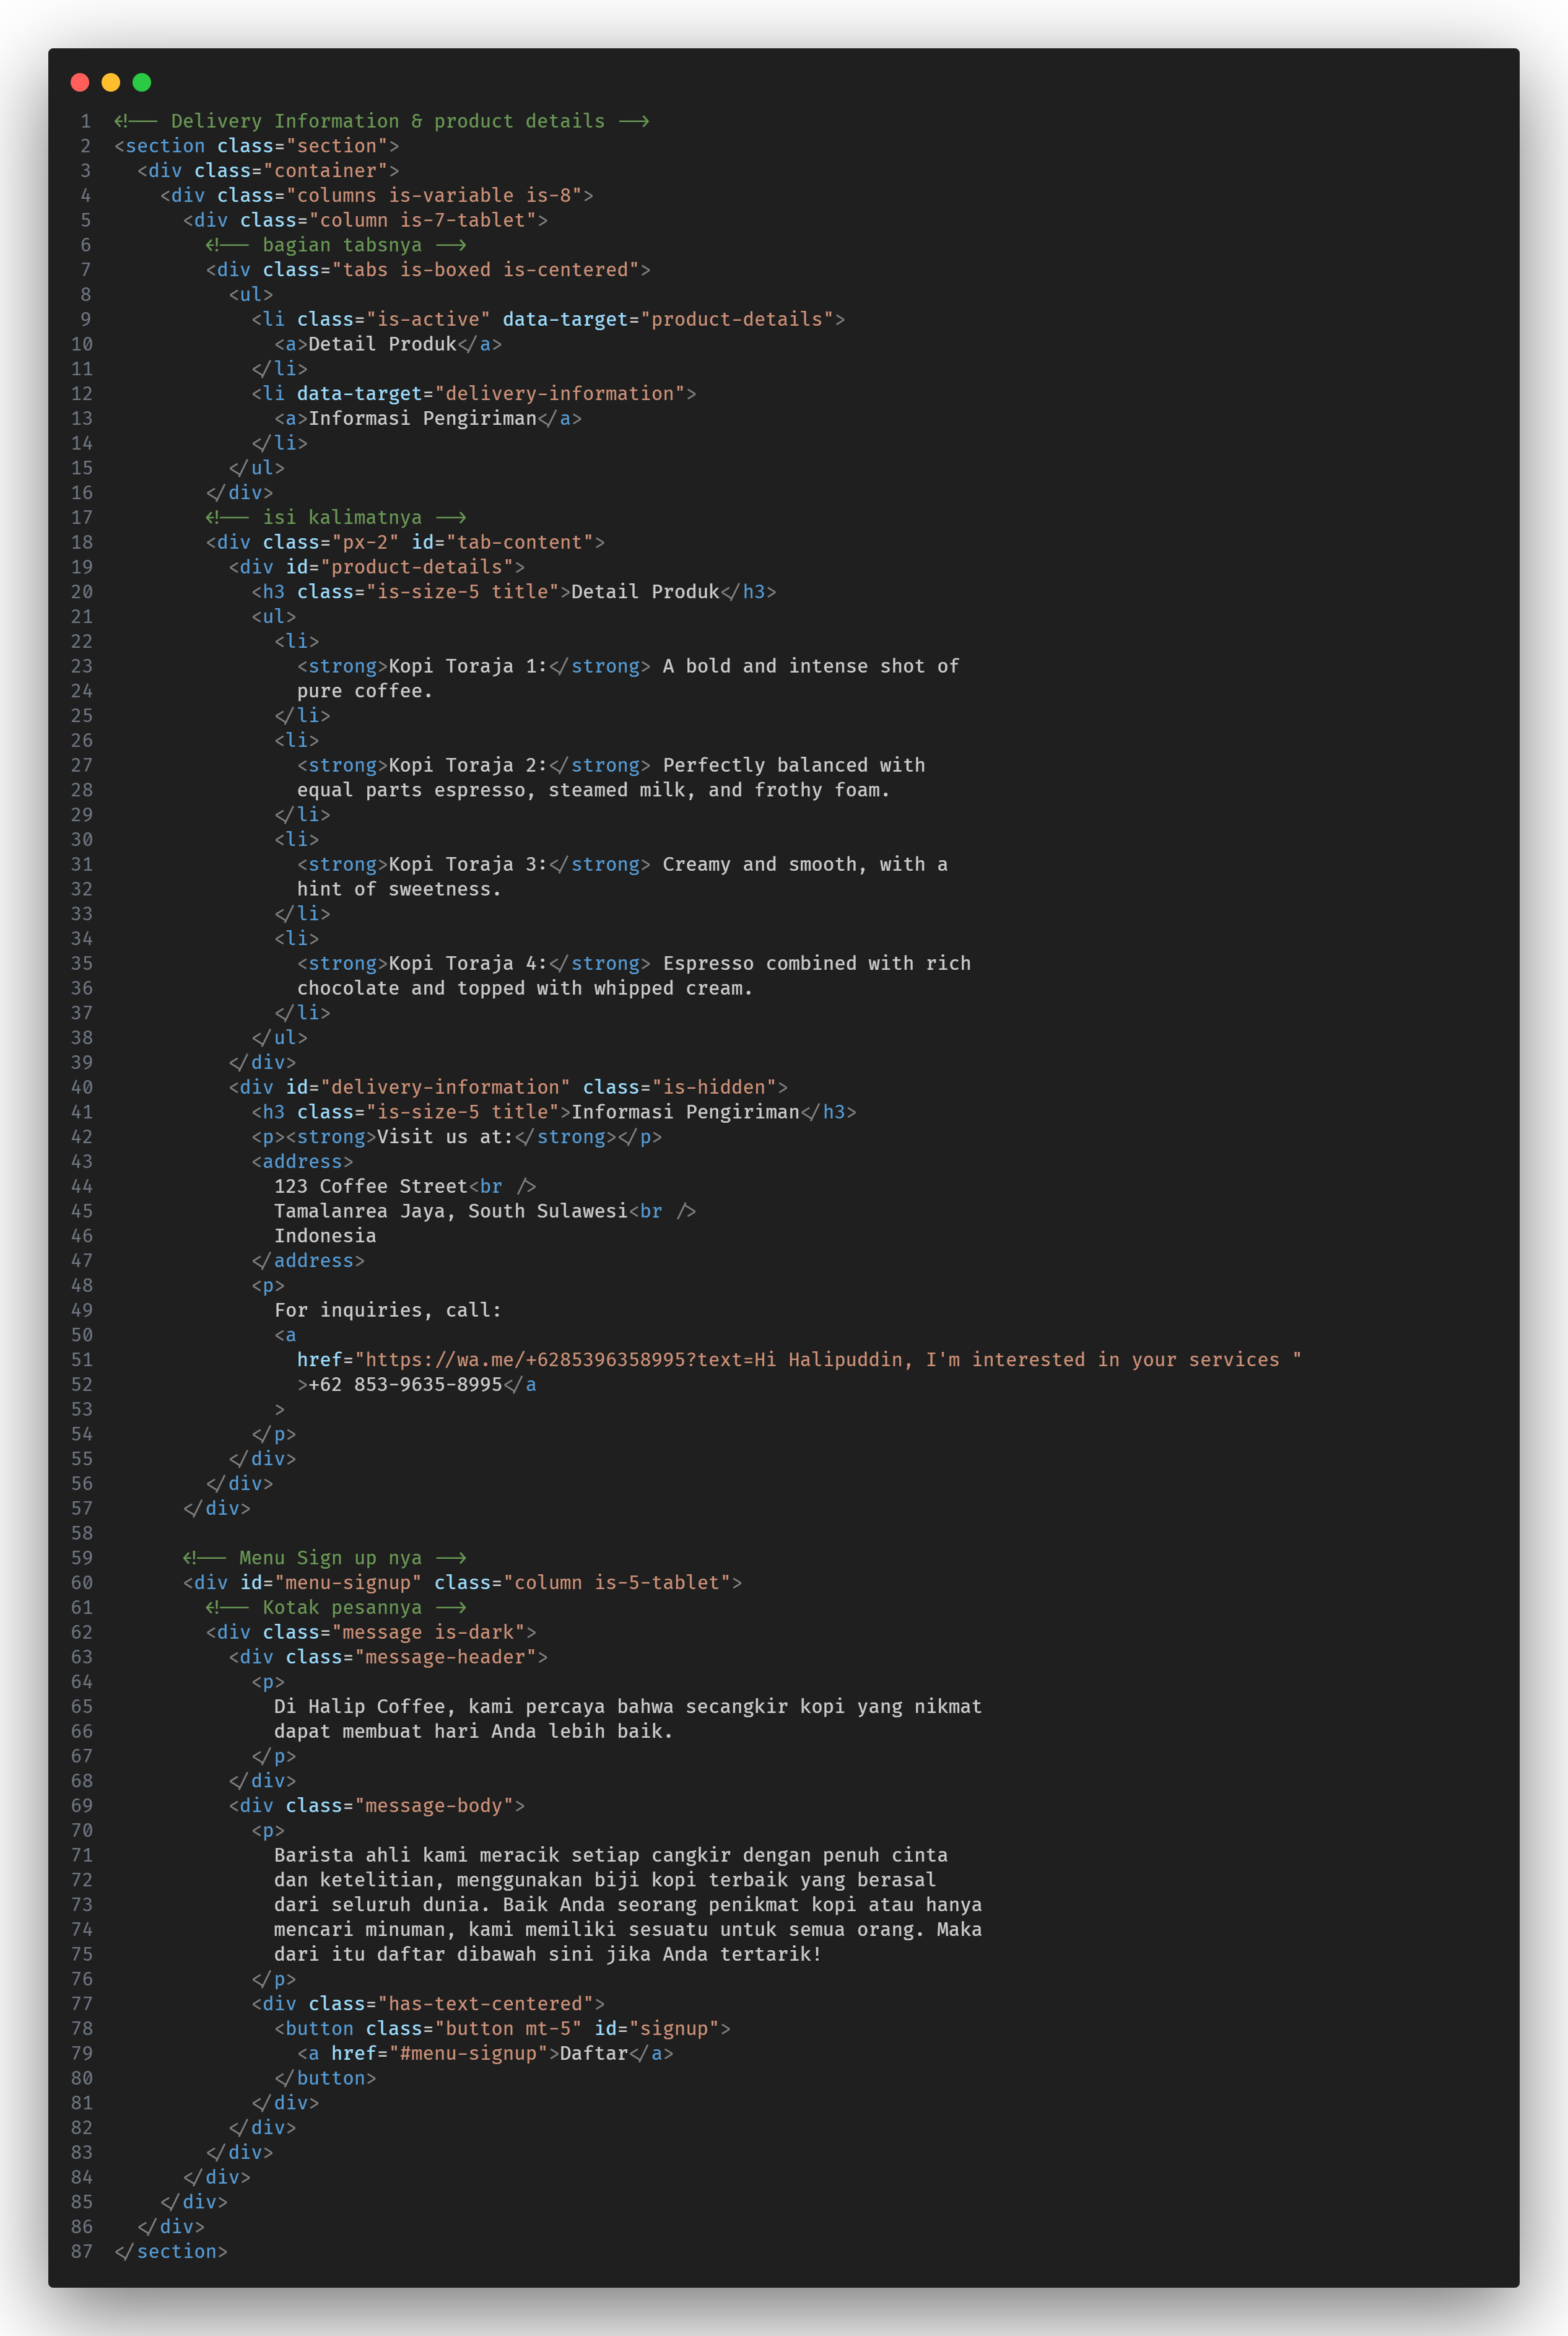 1 <!-- Delivery Information & product details -->
2 <section class="section">
3   <div class="container">
4     <div class="columns is-variable is-8">
5       <div class="column is-7-tablet">
6         <!-- bagian tabsnya -->
7         <div class="tabs is-boxed is-centered">
8           <ul>
9             <li class="is-active" data-target="product-details">
10               <a>Detail Produk</a>
11             </li>
12             <li data-target="delivery-information">
13               <a>Informasi Pengiriman</a>
14             </li>
15           </ul>
16         </div>
17         <!-- isi kalimatnya -->
18         <div class="px-2" id="tab-content">
19           <div id="product-details">
20             <h3 class="is-size-5 title">Detail Produk</h3>
21             <ul>
22               <li>
23                 <strong>Kopi Toraja 1:</strong> A bold and intense shot of
24                 pure coffee.
25               </li>
26               <li>
27                 <strong>Kopi Toraja 2:</strong> Perfectly balanced with
28                 equal parts espresso, steamed milk, and frothy foam.
29               </li>
30               <li>
31                 <strong>Kopi Toraja 3:</strong> Creamy and smooth, with a
32                 hint of sweetness.
33               </li>
34               <li>
35                 <strong>Kopi Toraja 4:</strong> Espresso combined with rich
36                 chocolate and topped with whipped cream.
37               </li>
38             </ul>
39           </div>
40           <div id="delivery-information" class="is-hidden">
41             <h3 class="is-size-5 title">Informasi Pengiriman</h3>
42             <p><strong>Visit us at:</strong></p>
43             <address>
44               123 Coffee Street<br />
45               Tamalanrea Jaya, South Sulawesi<br />
46               Indonesia
47             </address>
48             <p>
49               For inquiries, call:
50               <a
51                 href="https://wa.me/+6285396358995?text=Hi Halipuddin, I'm interested in your services "
52                 >+62 853-9635-8995</a
53               >
54             </p>
55           </div>
56         </div>
57       </div>
58
59       <!-- Menu Sign up nya -->
60       <div id="menu-signup" class="column is-5-tablet">
61         <!-- Kotak pesannya -->
62         <div class="message is-dark">
63           <div class="message-header">
64             <p>
65               Di Halip Coffee, kami percaya bahwa secangkir kopi yang nikmat
66               dapat membuat hari Anda lebih baik.
67             </p>
68           </div>
69           <div class="message-body">
70             <p>
71               Barista ahli kami meracik setiap cangkir dengan penuh cinta
72               dan ketelitian, menggunakan biji kopi terbaik yang berasal
73               dari seluruh dunia. Baik Anda seorang penikmat kopi atau hanya
74               mencari minuman, kami memiliki sesuatu untuk semua orang. Maka
75               dari itu daftar dibawah sini jika Anda tertarik!
76             </p>
77             <div class="has-text-centered">
78               <button class="button mt-5" id="signup">
79                 <a href="#menu-signup">Daftar</a>
80               </button>
81             </div>
82           </div>
83         </div>
84       </div>
85     </div>
86   </div>
87 </section>